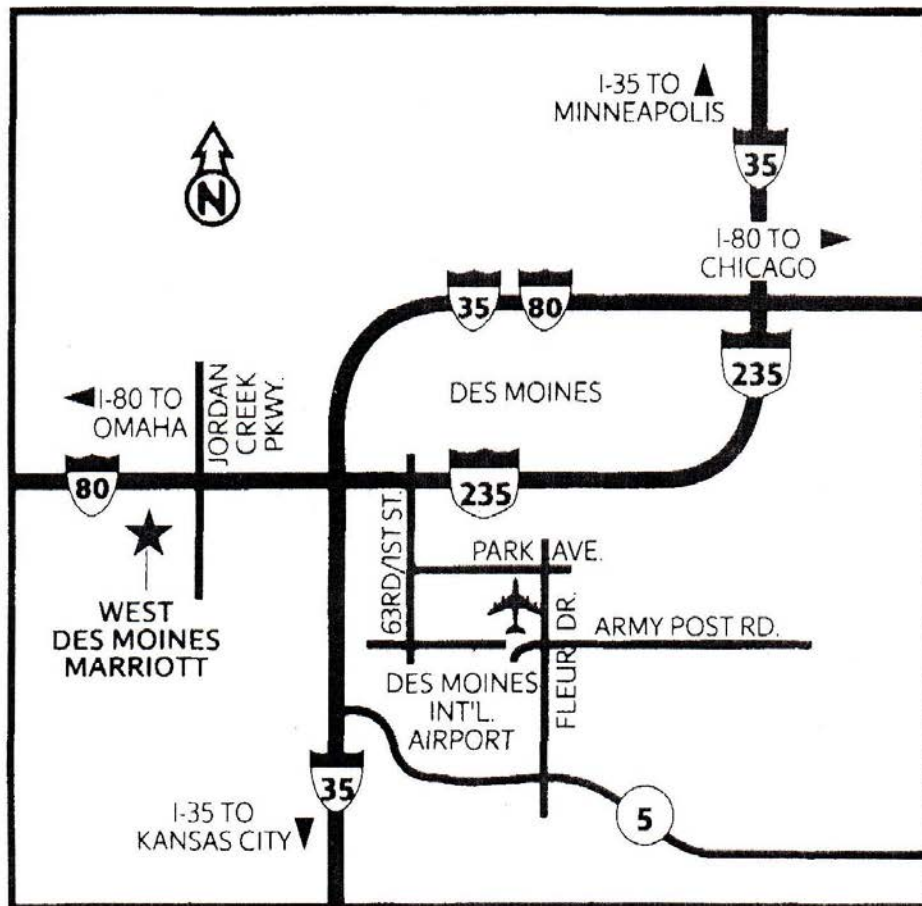 I-35 TO
MINNEAPOLIS
35
N
I-80 TO
CHICAGO
35
80
235
DES MOINES
I-80 TO
OMAHA
JORDAN
CREEK
PKWY.
80
235
63RD/1ST ST.
PARK AVE.
WEST
DES MOINES
MARRIOTT
FLEUR DR.
ARMY POST RD.
DES MOINES
INT'L.
AIRPORT
35
I-35 TO
KANSAS CITY
5